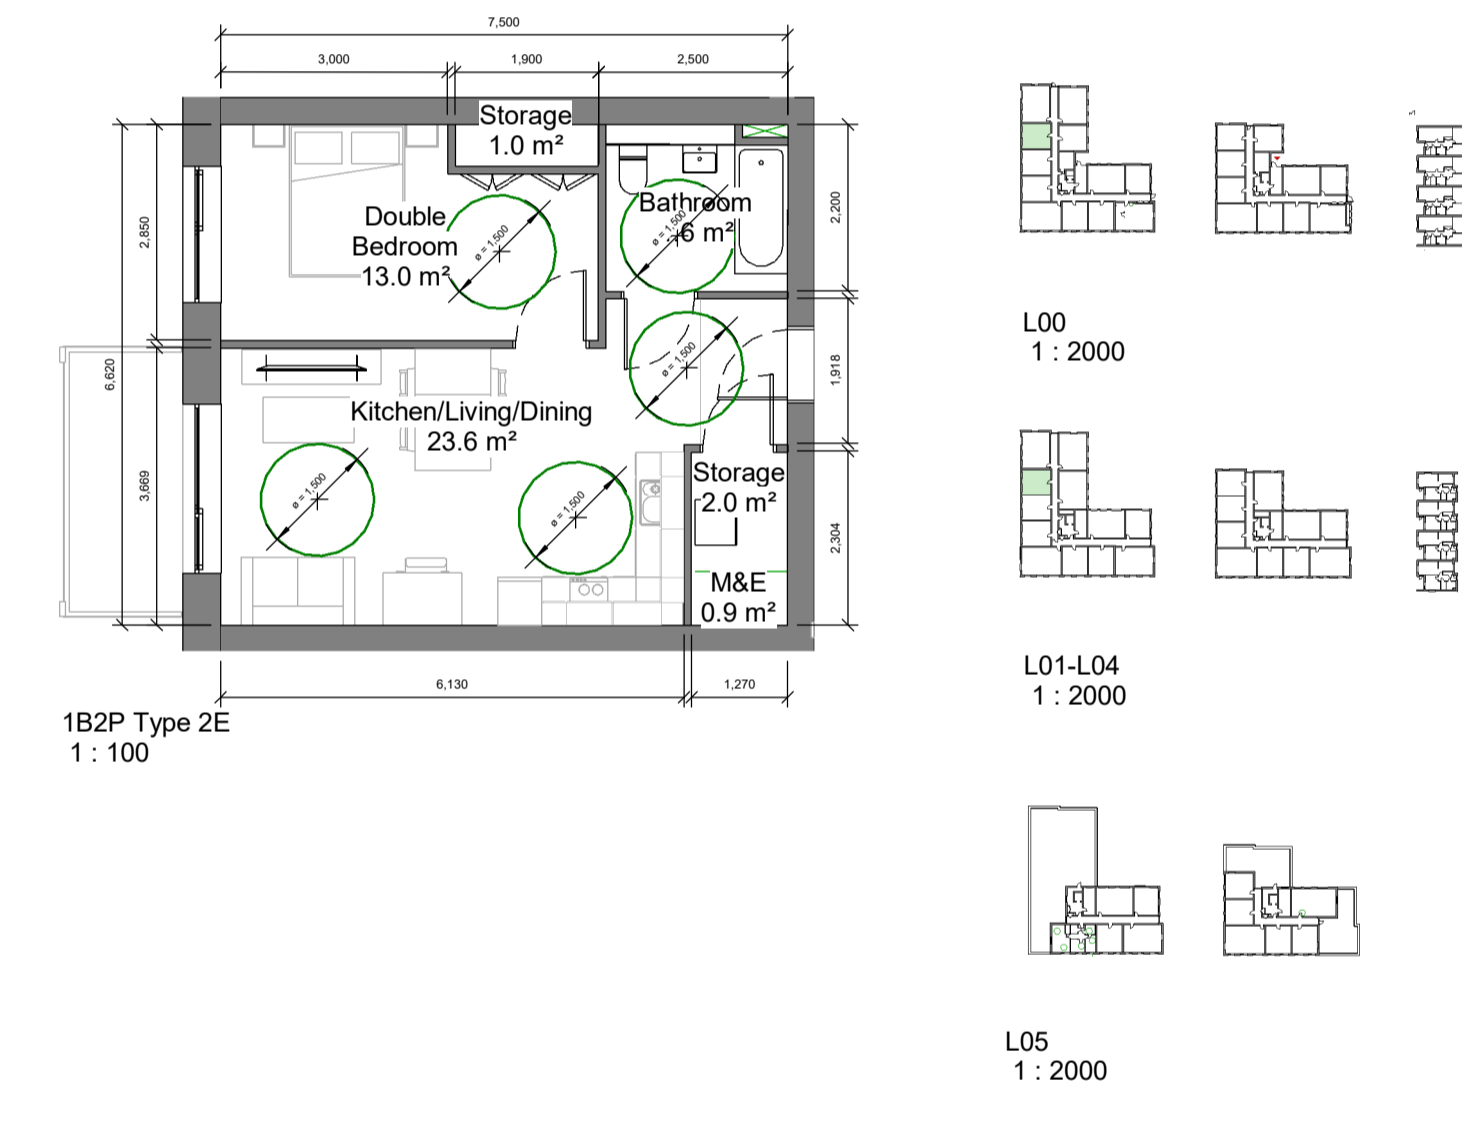 7,500
3,000
1,900
2,500
Storage
1.0 m²
Double
Bedroom
13.0 m²
ø = 1,500
Bathroom
ø = 1,500
.6 m²
2,850
6,620
3,669
2,200
1,918
2,304
ø = 1,500
Kitchen/Living/Dining
23.6 m²
ø = 1,500
ø = 1,500
Storage
2.0 m²
M&E
0.9 m²
6,130
1,270
1B2P Type 2E
1 : 100
L00
1 : 2000
L01-L04
1 : 2000
L05
1 : 2000